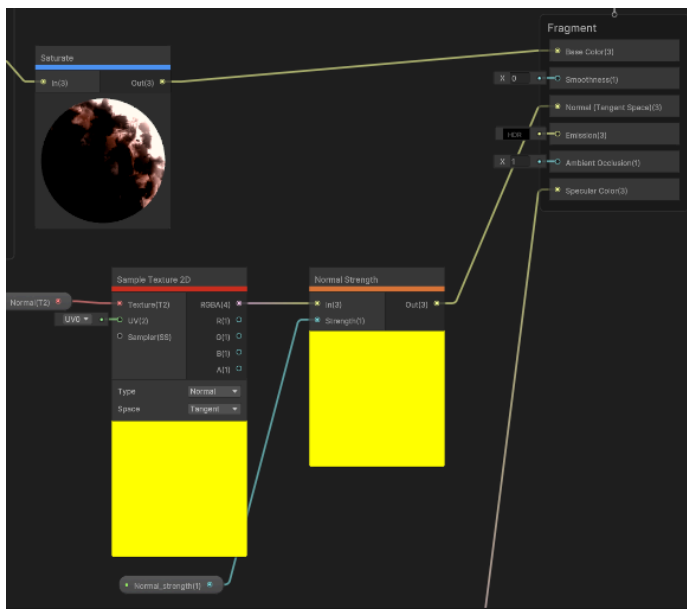 Fragment
Saturate
In(3) Out(3)
Base Color(3)
X 0 Smoothness(1)
Normal (Tangent Space)(3)
HDR Emission(3)
X 1 Ambient Occlusion(1)
Specular Color(3)
Sample Texture 2D
Normal(T2)
Texture(T2) RGBA(4)
UV0 UV(2) R(1)
Sampler(SS) G(1)
B(1)
A(1)
Type Normal
Space Tangent
Normal Strength
In(3) Out(3)
Strength(1)
Normal_strength(1)